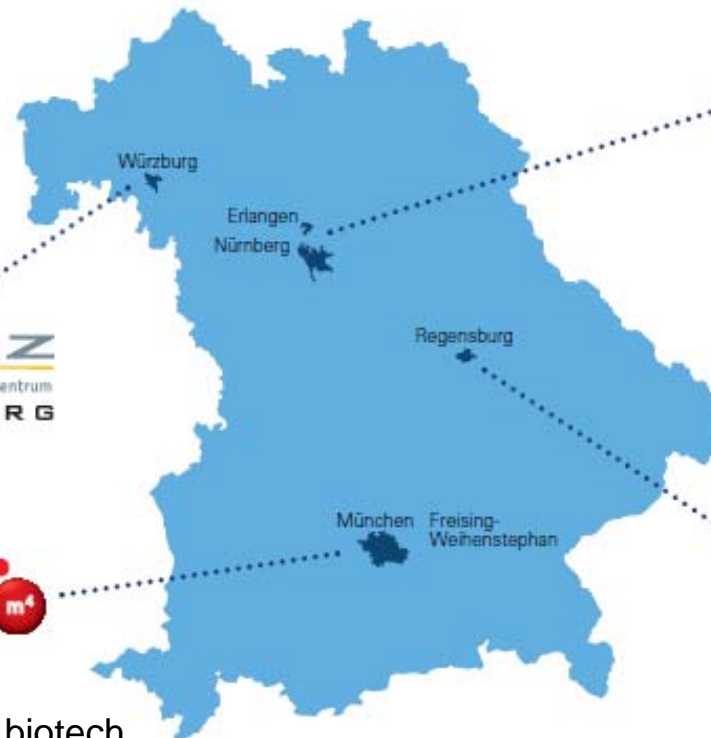 Würzburg
Erlangen
Nürnberg
Z
entrum
R G
Regensburg
München Freising-
Weihenstephan
m⁴
biotech